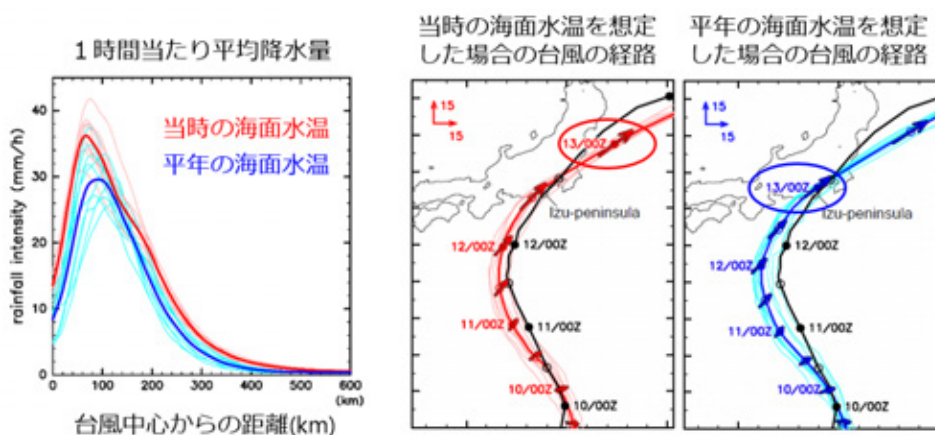 1時間当たり平均降水量
当時の海面水温
平年の海面水温
rainfall intensity (mm/h)
40
30
20
10
0
0 100 200 300 400 500 600
(km)
台風中心からの距離(km)
当時の海面水温を想定
した場合の台風の経路
15
15
13/00Z
Izu-peninsula
12/00Z
12/00Z
11/00Z
11/00Z
10/00Z
10/00Z
平年の海面水温を想定
した場合の台風の経路
15
15
13/00Z
Izu-peninsula
12/00Z
12/00Z
11/00Z
11/00Z
10/00Z
10/00Z